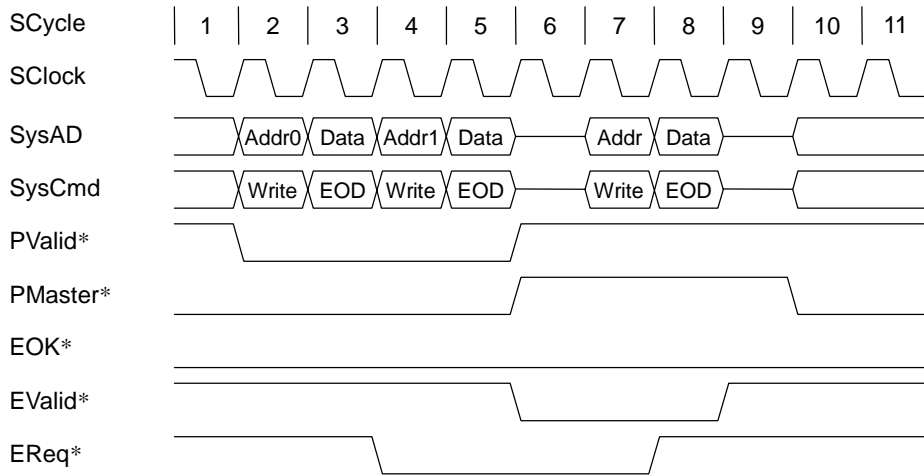 SCycle 1 2 3 4 5 6 7 8 9 10 11
SClock
SysAD Addr0 Data Addr1 Data Addr Data
SysCmd Write EOD Write EOD Write EOD
PValid*
PMaster*
EOK*
EValid*
EReq*